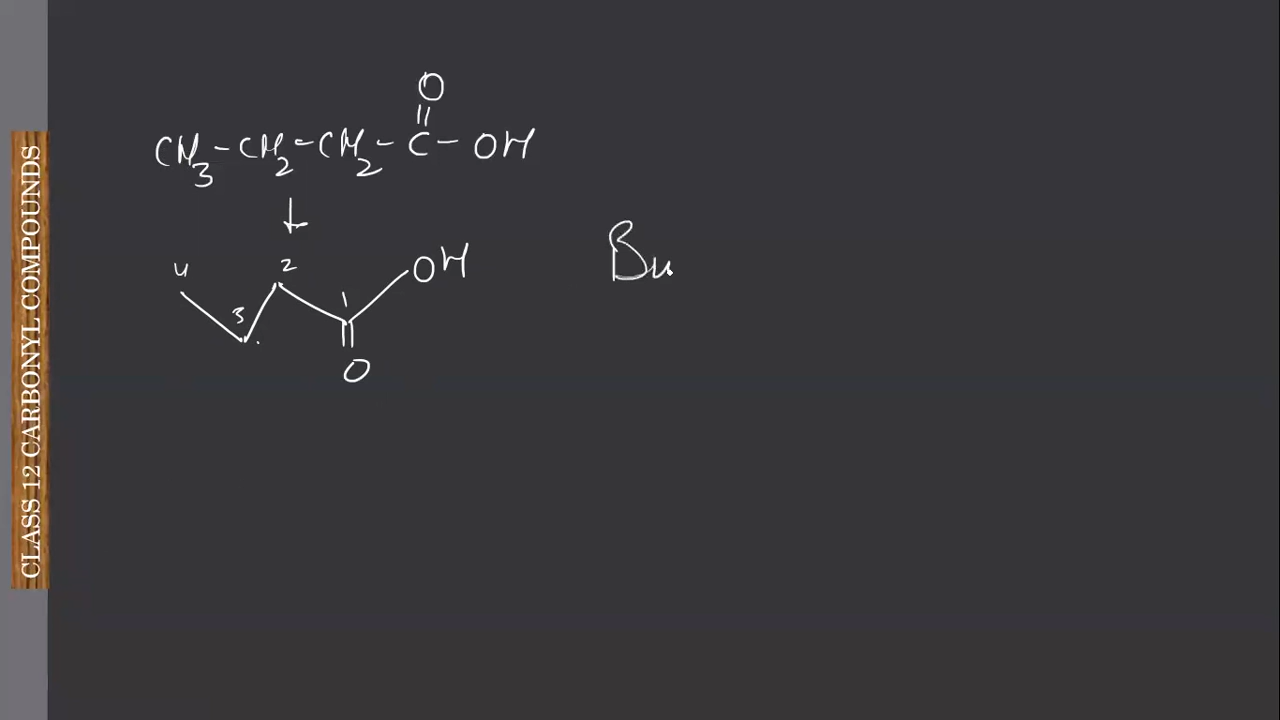 CLASS 12 CARBONYL COMPOUNDS
O
CH3-CH2-CH2-C-OH
4 2 OH
3 1
O
Bu